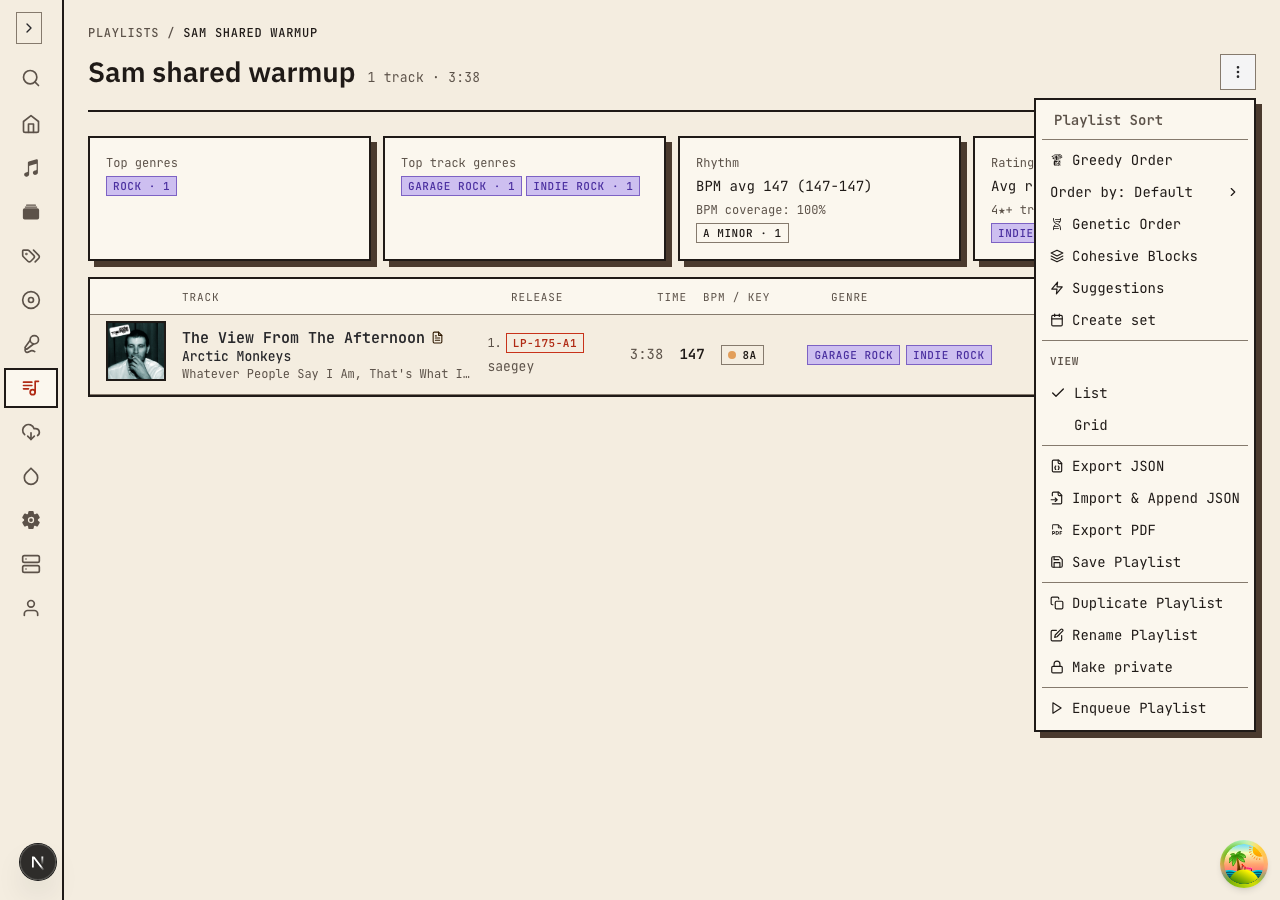 PLAYLISTS / SAM SHARED WARMUP
Sam shared warmup 1 track · 3:38
Top genres
ROCK · 1
Top track genres
GARAGE ROCK · 1 INDIE ROCK · 1
Rhythm
BPM avg 147 (147-147)
BPM coverage: 100%
A MINOR · 1
Rating
Avg r
4★+ tr
INDIE
TRACK RELEASE TIME BPM / KEY GENRE
The View From The Afternoon
Arctic Monkeys
Whatever People Say I Am, That's What I…
1. LP-175-A1
saegey
3:38 147 8A
GARAGE ROCK INDIE ROCK
Playlist Sort
Greedy Order
Order by: Default
Genetic Order
Cohesive Blocks
Suggestions
Create set
VIEW
List
Grid
Export JSON
Import & Append JSON
Export PDF
Save Playlist
Duplicate Playlist
Rename Playlist
Make private
Enqueue Playlist
N